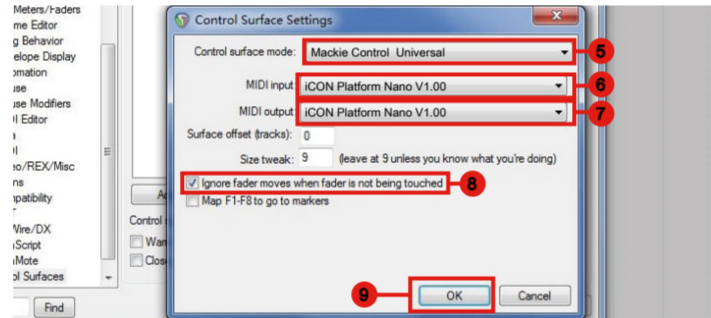 Meters/Faders
me Editor
g Behavior
elope Display
omation
use
use Modifiers
I Editor
eo/REX/Misc
ns
patibility
Wire/DX
Script
Mote
ol Surfaces
Find
Control
Wan
Close
Control Surface Settings
Control surface mode: Mackie Control Universal 5
MIDI input: iCON Platform Nano V1.00 6
MIDI output: iCON Platform Nano V1.00 7
Surface offset (tracks): 0
Size tweak: 9 (leave at 9 unless you know what you're doing)
Ignore fader moves when fader is not being touched 8
Map F1-F8 to go to markers
9 OK Cancel